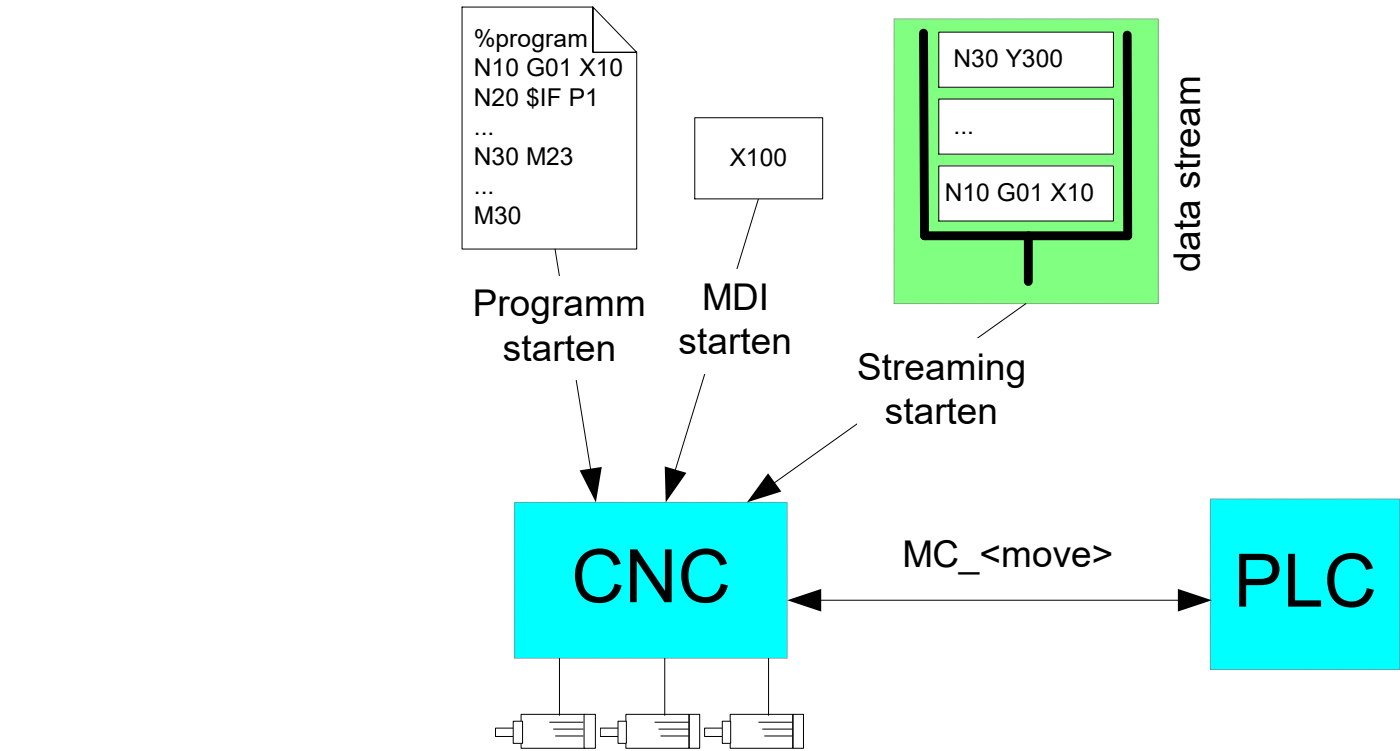 %program
N10 G01 X10
N20 $IF P1
...
N30 M23
...
M30
X100
N30 Y300
...
N10 G01 X10
data stream
Programm
starten
MDI
starten
Streaming
starten
CNC
MC_<move>
PLC